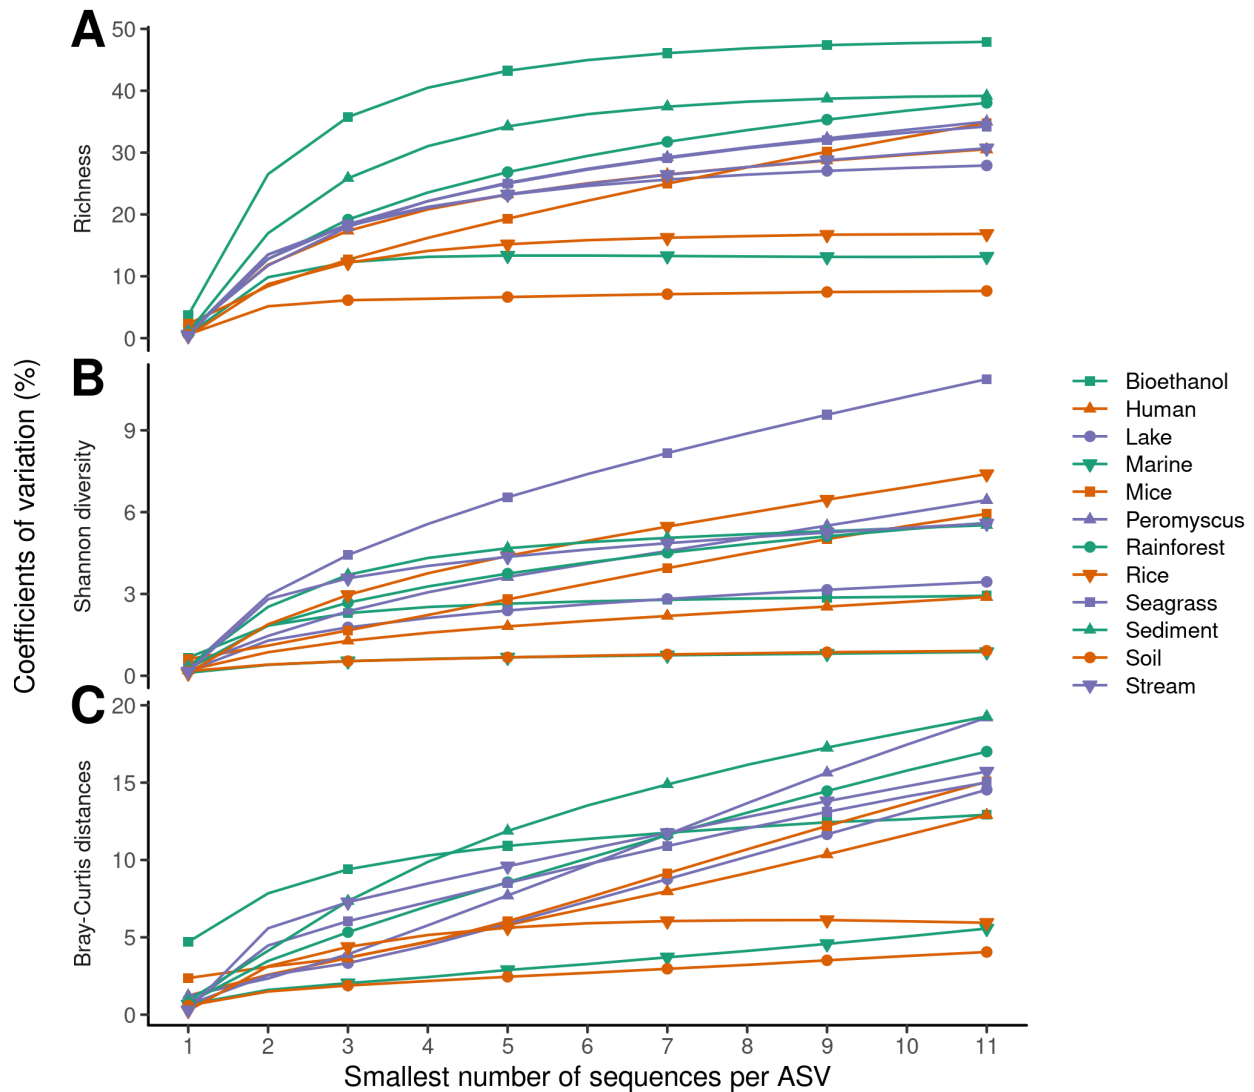 A
50
40
30
20
10
0
Richness
B
9
6
3
0
Shannon diversity
C
20
15
10
5
0
Bray-Curtis distances
Coefficients of variation (%)
1 2 3 4 5 6 7 8 9 10 11
Smallest number of sequences per ASV
Bioethanol
Human
Lake
Marine
Mice
Peromyscus
Rainforest
Rice
Seagrass
Sediment
Soil
Stream